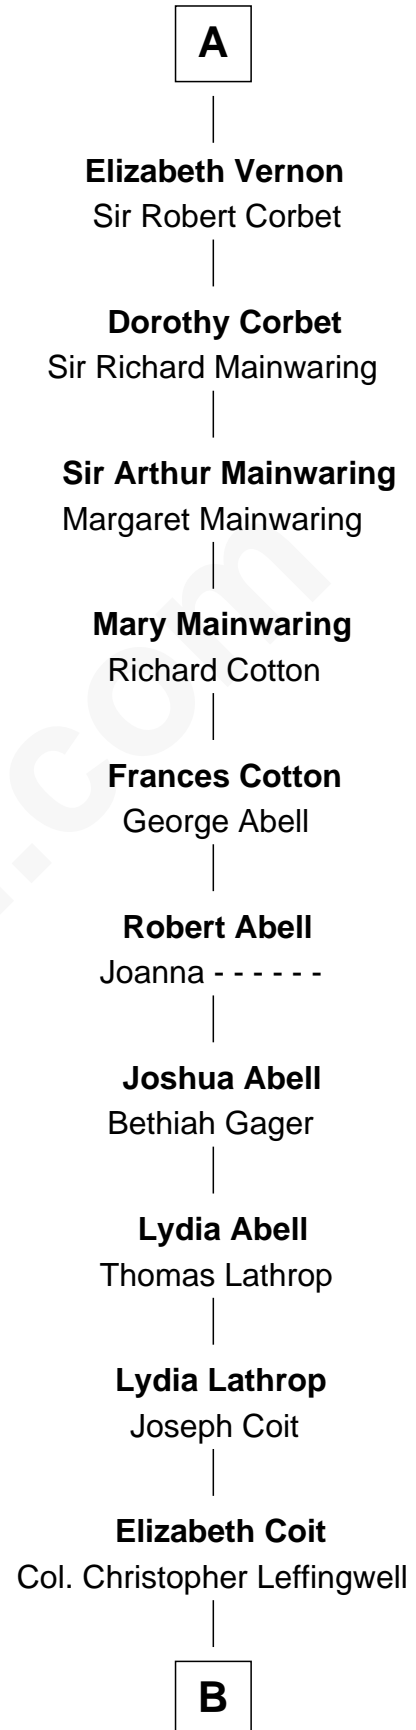 A
Elizabeth Vernon
Sir Robert Corbet
Dorothy Corbet
Sir Richard Mainwaring
Sir Arthur Mainwaring
Margaret Mainwaring
Mary Mainwaring
Richard Cotton
Frances Cotton
George Abell
Robert Abell
Joanna - - - - - -
Joshua Abell
Bethiah Gager
Lydia Abell
Thomas Lathrop
Lydia Lathrop
Joseph Coit
Elizabeth Coit
Col. Christopher Leffingwell
B